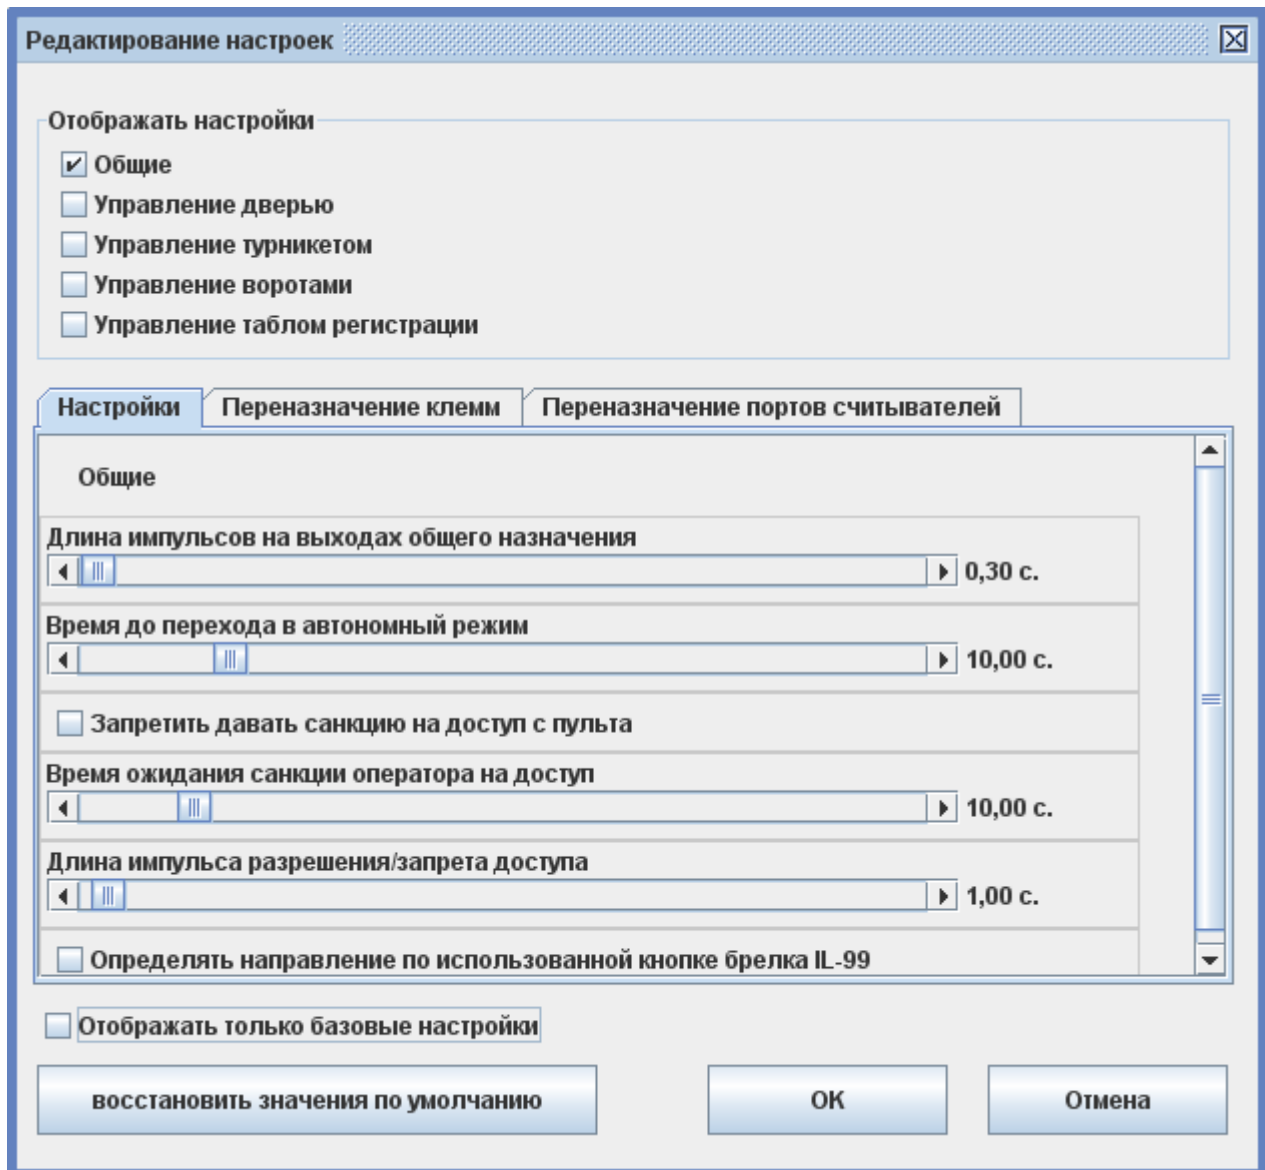 Редактирование настроек
Отображать настройки
Общие
Управление дверью
Управление турникетом
Управление воротами
Управление таблом регистрации
Настройки Переназначение клемм Переназначение портов считывателей
Общие
Длина импульсов на выходах общего назначения
0,30 с.
Время до перехода в автономный режим
10,00 с.
Запретить давать санкцию на доступ с пульта
Время ожидания санкции оператора на доступ
10,00 с.
Длина импульса разрешения/запрета доступа
1,00 с.
Определять направление по использованной кнопке брелка IL-99
Отображать только базовые настройки
восстановить значения по умолчанию OK Отмена